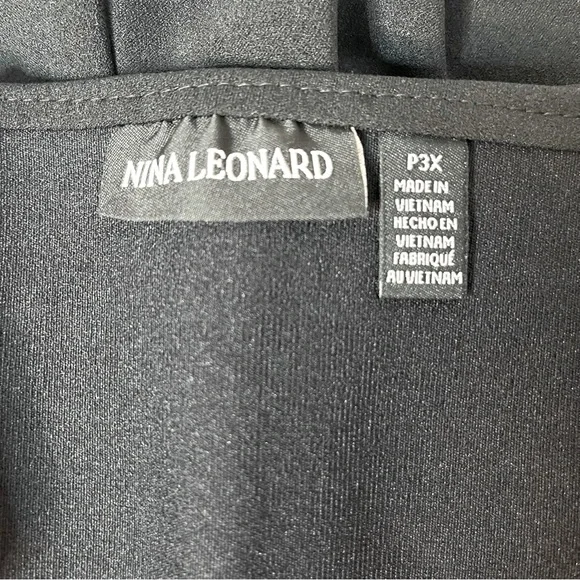 NINA LEONARD
P3X
MADE IN
VIETNAM
HECHO EN
VIETNAM
FABRIQUÉ
AU VIETNAM